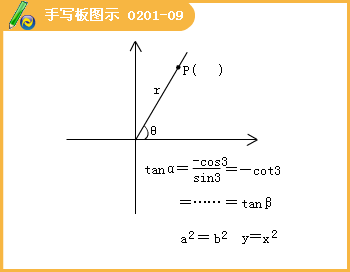 手写板图示 0201-09
P( )
r
θ
tanα=-cos3/sin3=-cot3
=……=tanβ
a²=b² y=x²